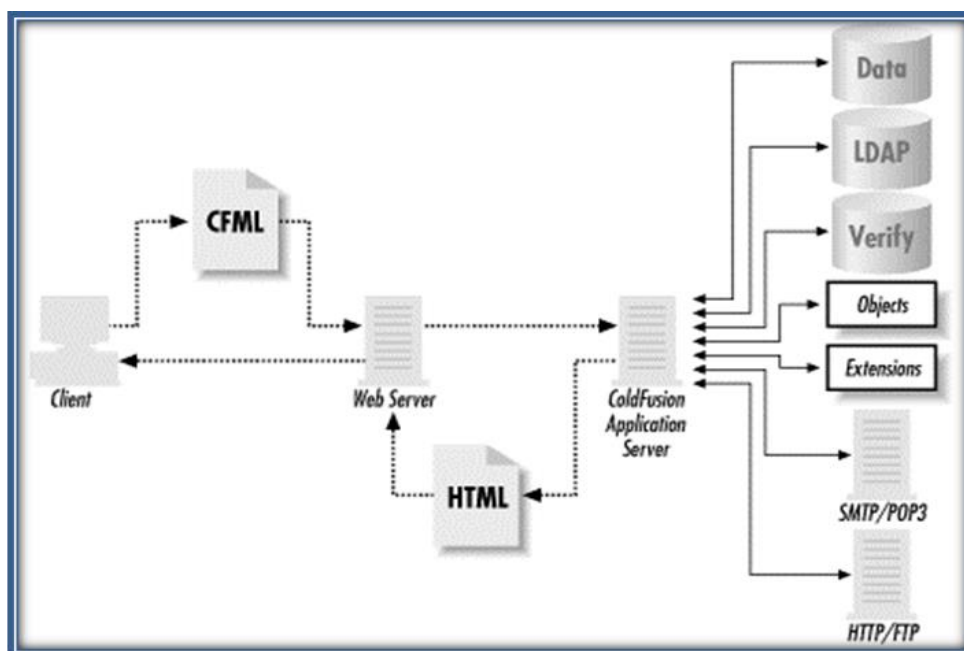 Data
LDAP
Verify
CFML
Objects
Extensions
Client
Web Server
ColdFusion
Application
Server
HTML
SMTP/POP3
HTTP/FTP